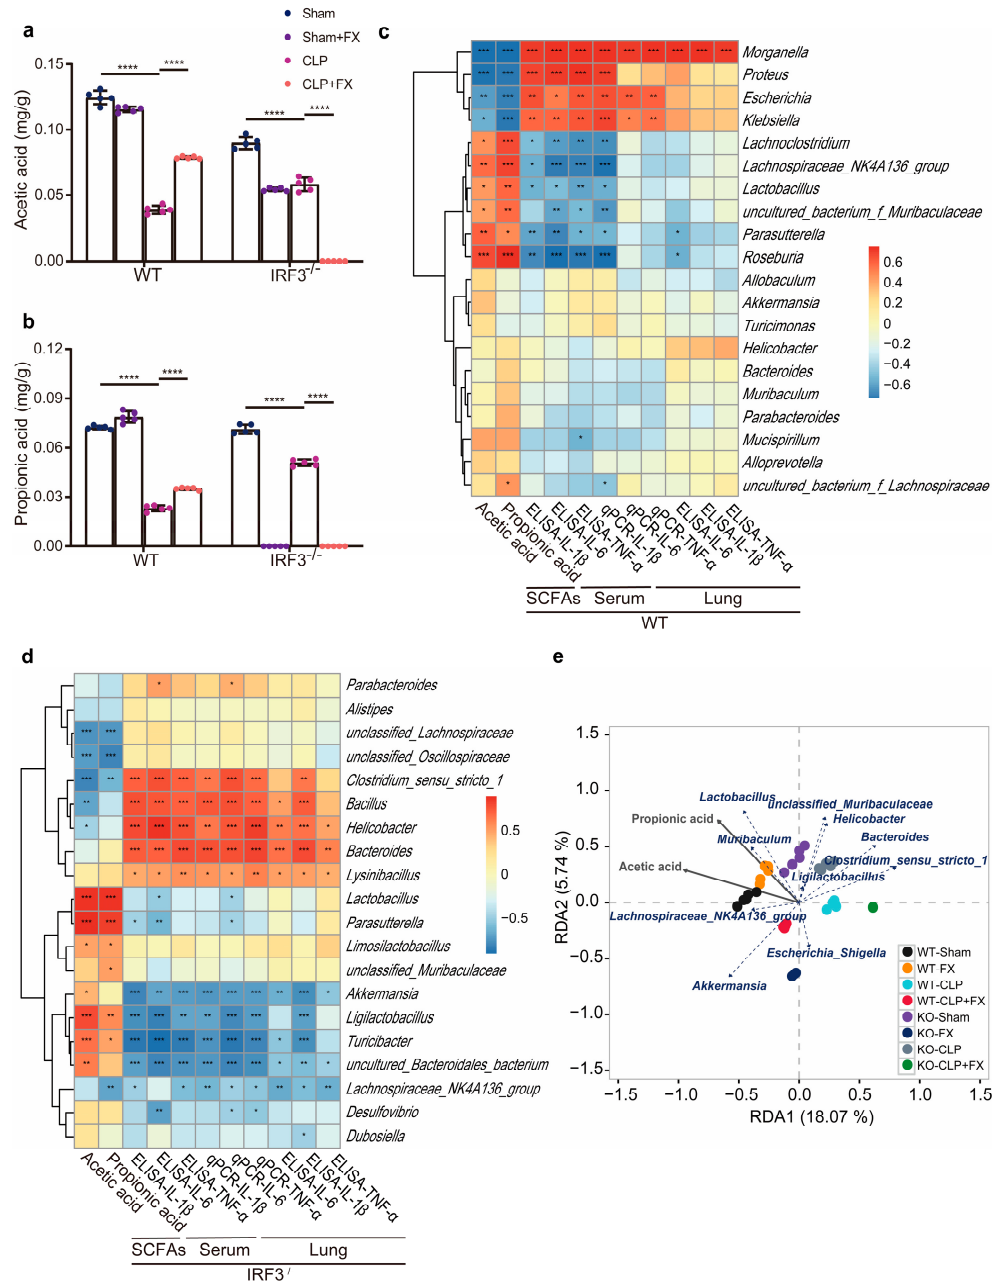 a
Sham
Sham+FX
CLP
CLP+FX
Acetic acid (mg/g)
0.15
0.10
0.05
0.00
**** ****
**** ****
WT IRF3-/-
b
Propionic acid (mg/g)
0.12
0.09
0.06
0.03
0.00
**** ****
**** ****
WT IRF3-/-
c
Morganella
Proteus
Escherichia
Klebsiella
Lachnoclostridium
Lachnospiraceae_NK4A136_group
Lactobacillus
uncultured_bacterium_f_Muribaculaceae
Parasutterella
Roseburia
Allobaculum
Akkermansia
Turicimonas
Helicobacter
Bacteroides
Muribaculum
Parabacteroides
Mucispirillum
Alloprevotella
uncultured_bacterium_f_Lachnospiraceae
0.6
0.4
0.2
0
−0.2
−0.4
−0.6
Acetic acid
Propionic acid
ELISA-IL-1β
ELISA-IL-6
ELISA-TNF-α
qPCR-IL-1β
qPCR-IL-6
qPCR-TNF-α
ELISA-IL-6
ELISA-IL-1β
ELISA-TNF-α
SCFAs Serum Lung
WT
d
Parabacteroides
Alistipes
unclassified_Lachnospiraceae
unclassified_Oscillospiraceae
Clostridium_sensu_stricto_1
Bacillus
Helicobacter
Bacteroides
Lysinibacillus
Lactobacillus
Parasutterella
Limosilactobacillus
unclassified_Muribaculaceae
Akkermansia
Ligilactobacillus
Turicibacter
uncultured_Bacteroidales_bacterium
Lachnospiraceae_NK4A136_group
Desulfovibrio
Dubosiella
0.5
0
−0.5
Acetic acid
Propionic acid
ELISA-IL-1β
ELISA-IL-6
ELISA-TNF-α
qPCR-IL-1β
qPCR-IL-6
qPCR-TNF-α
ELISA-IL-6
ELISA-IL-1β
ELISA-TNF-α
SCFAs Serum Lung
IRF3 /
e
RDA2 (5.74 %)
1.5
1.0
0.5
0.0
−0.5
−1.0
−1.5
Lactobacillus
unclassified_Muribaculaceae
Propionic acid
Helicobacter
Muribaculum
Bacteroides
Acetic acid
Clostridium_sensu_stricto_1
Ligilactobacillus
Lachnospiraceae_NK4A136_group
Escherichia_Shigella
Akkermansia
WT-Sham
WT-FX
WT-CLP
WT-CLP+FX
KO-Sham
KO-FX
KO-CLP
KO-CLP+FX
−1.5 −1.0 −0.5 0.0 0.5 1.0 1.5
RDA1 (18.07 %)